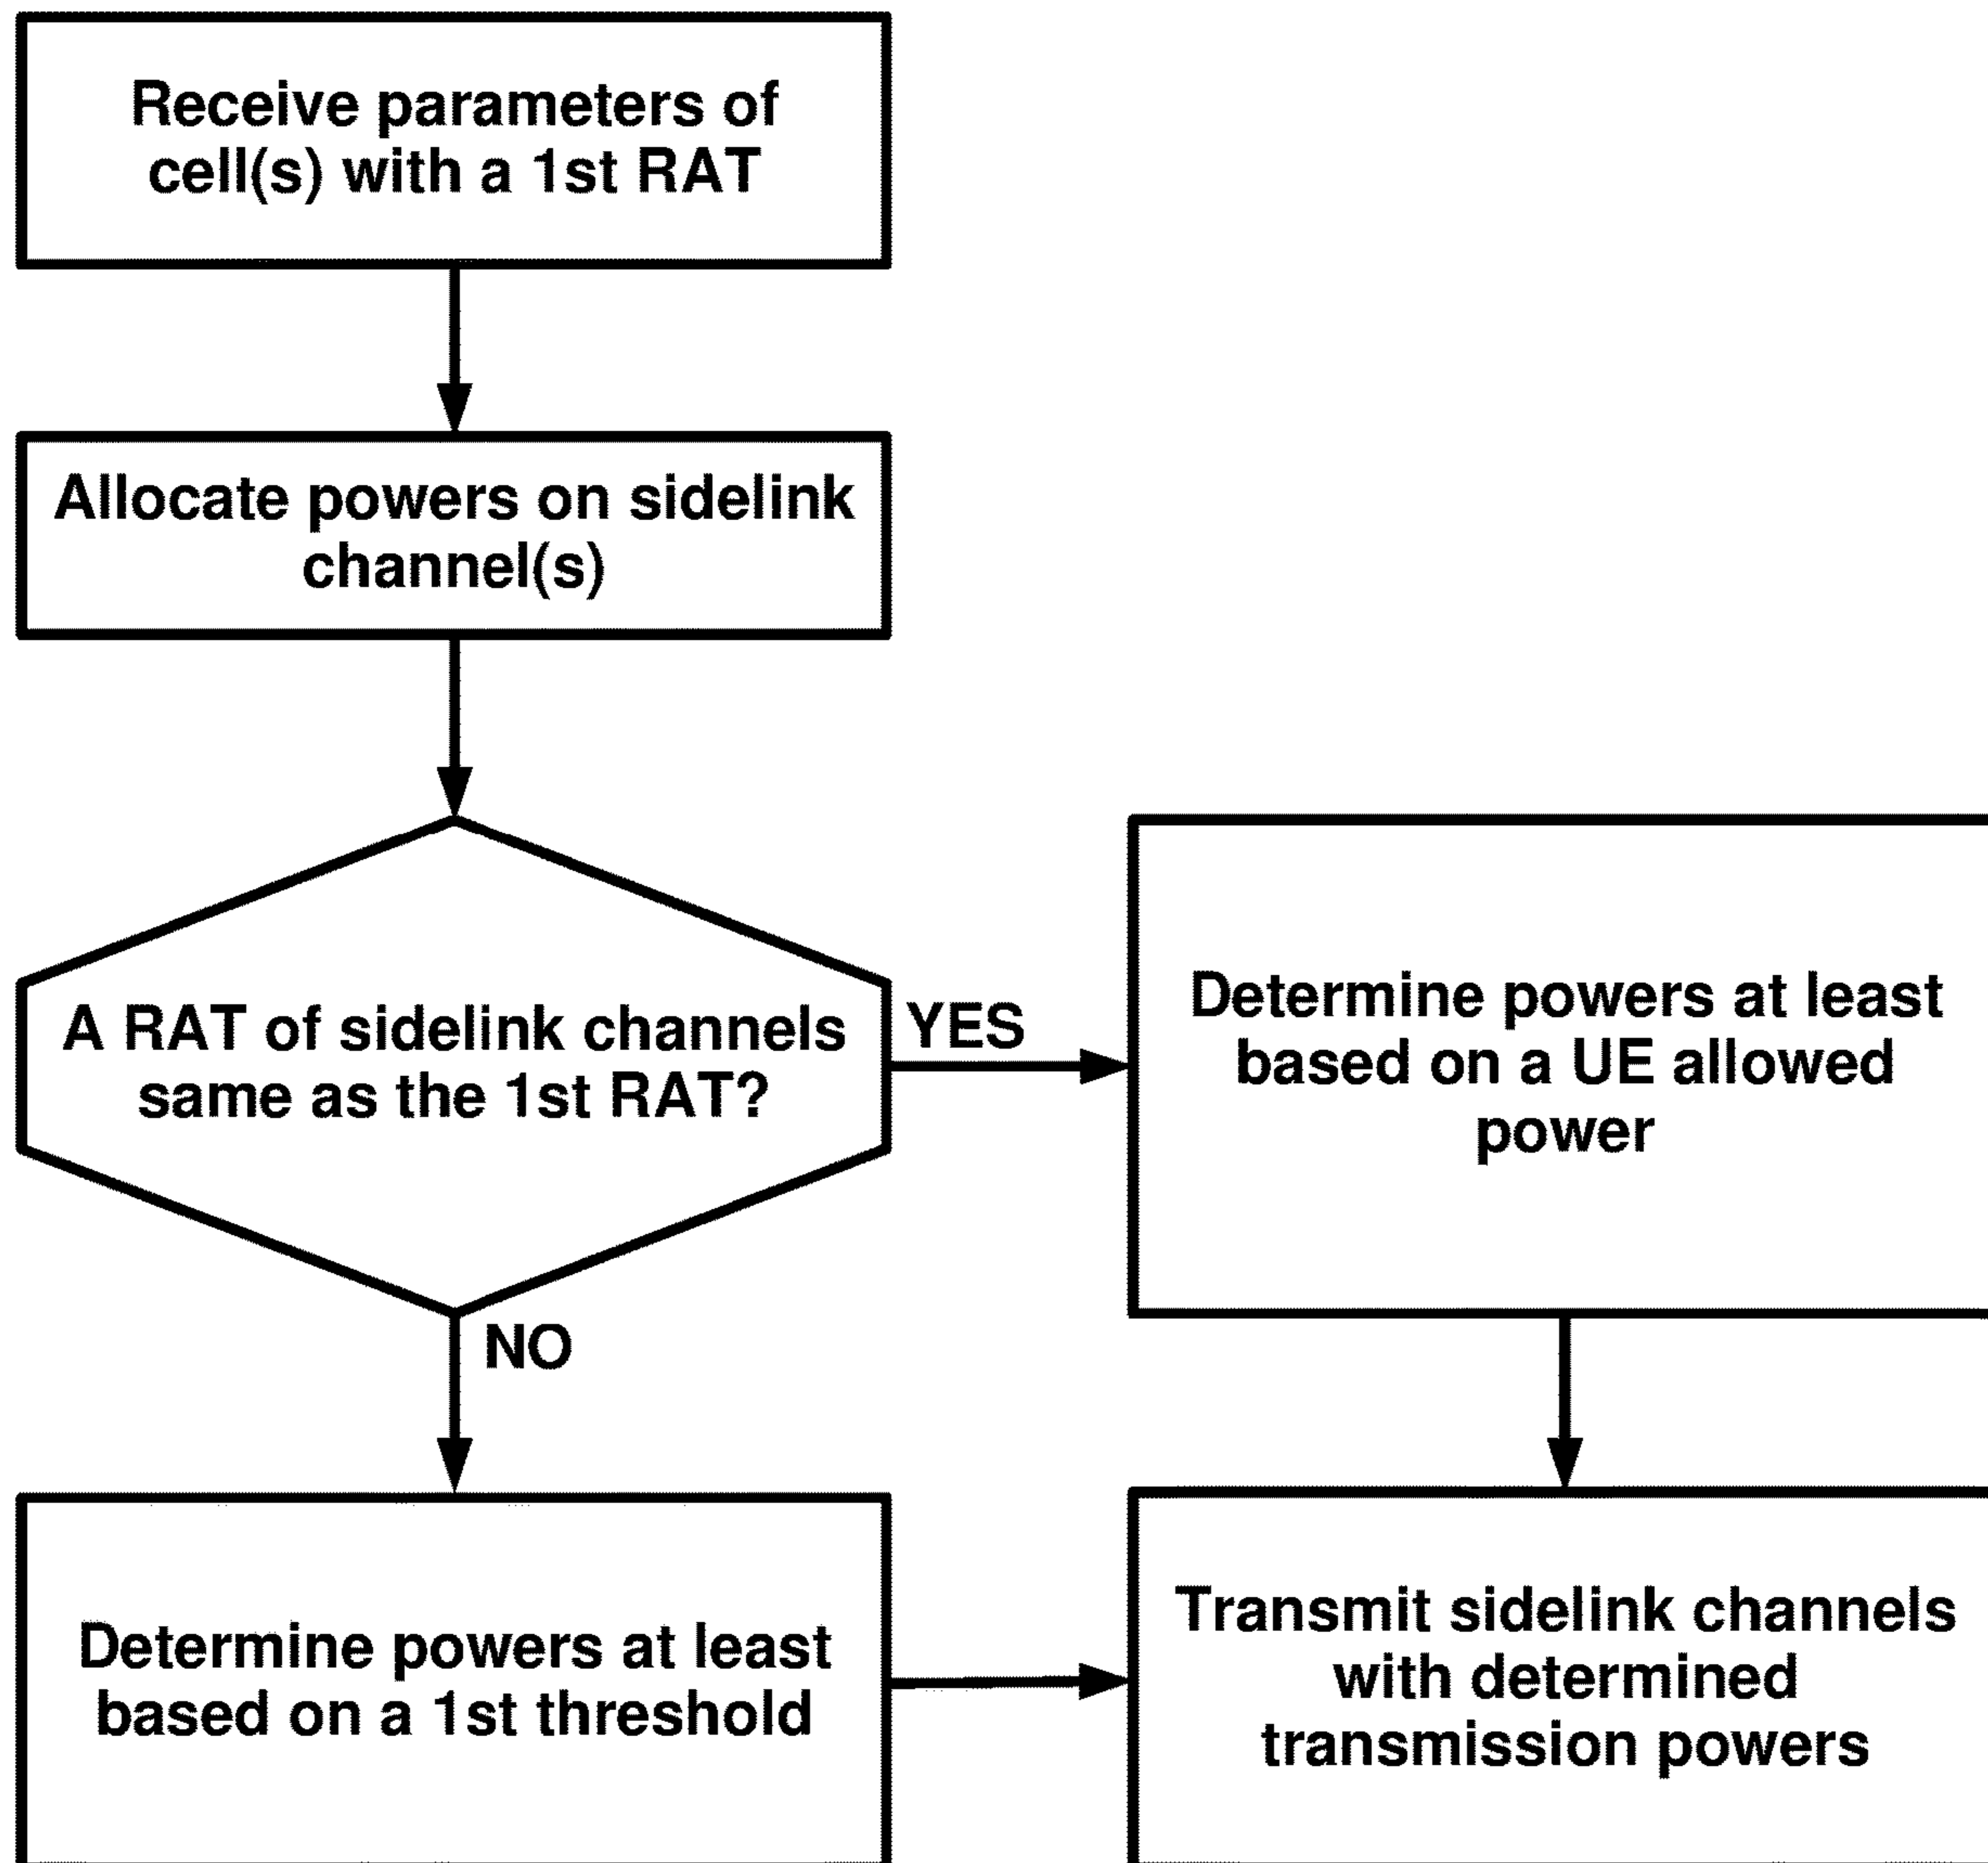 Receive parameters of
cell(s) with a 1st RAT
Allocate powers on sidelink
channel(s)
A RAT of sidelink channels
same as the 1st RAT?
YES
Determine powers at least
based on a UE allowed
power
NO
Determine powers at least
based on a 1st threshold
Transmit sidelink channels
with determined
transmission powers